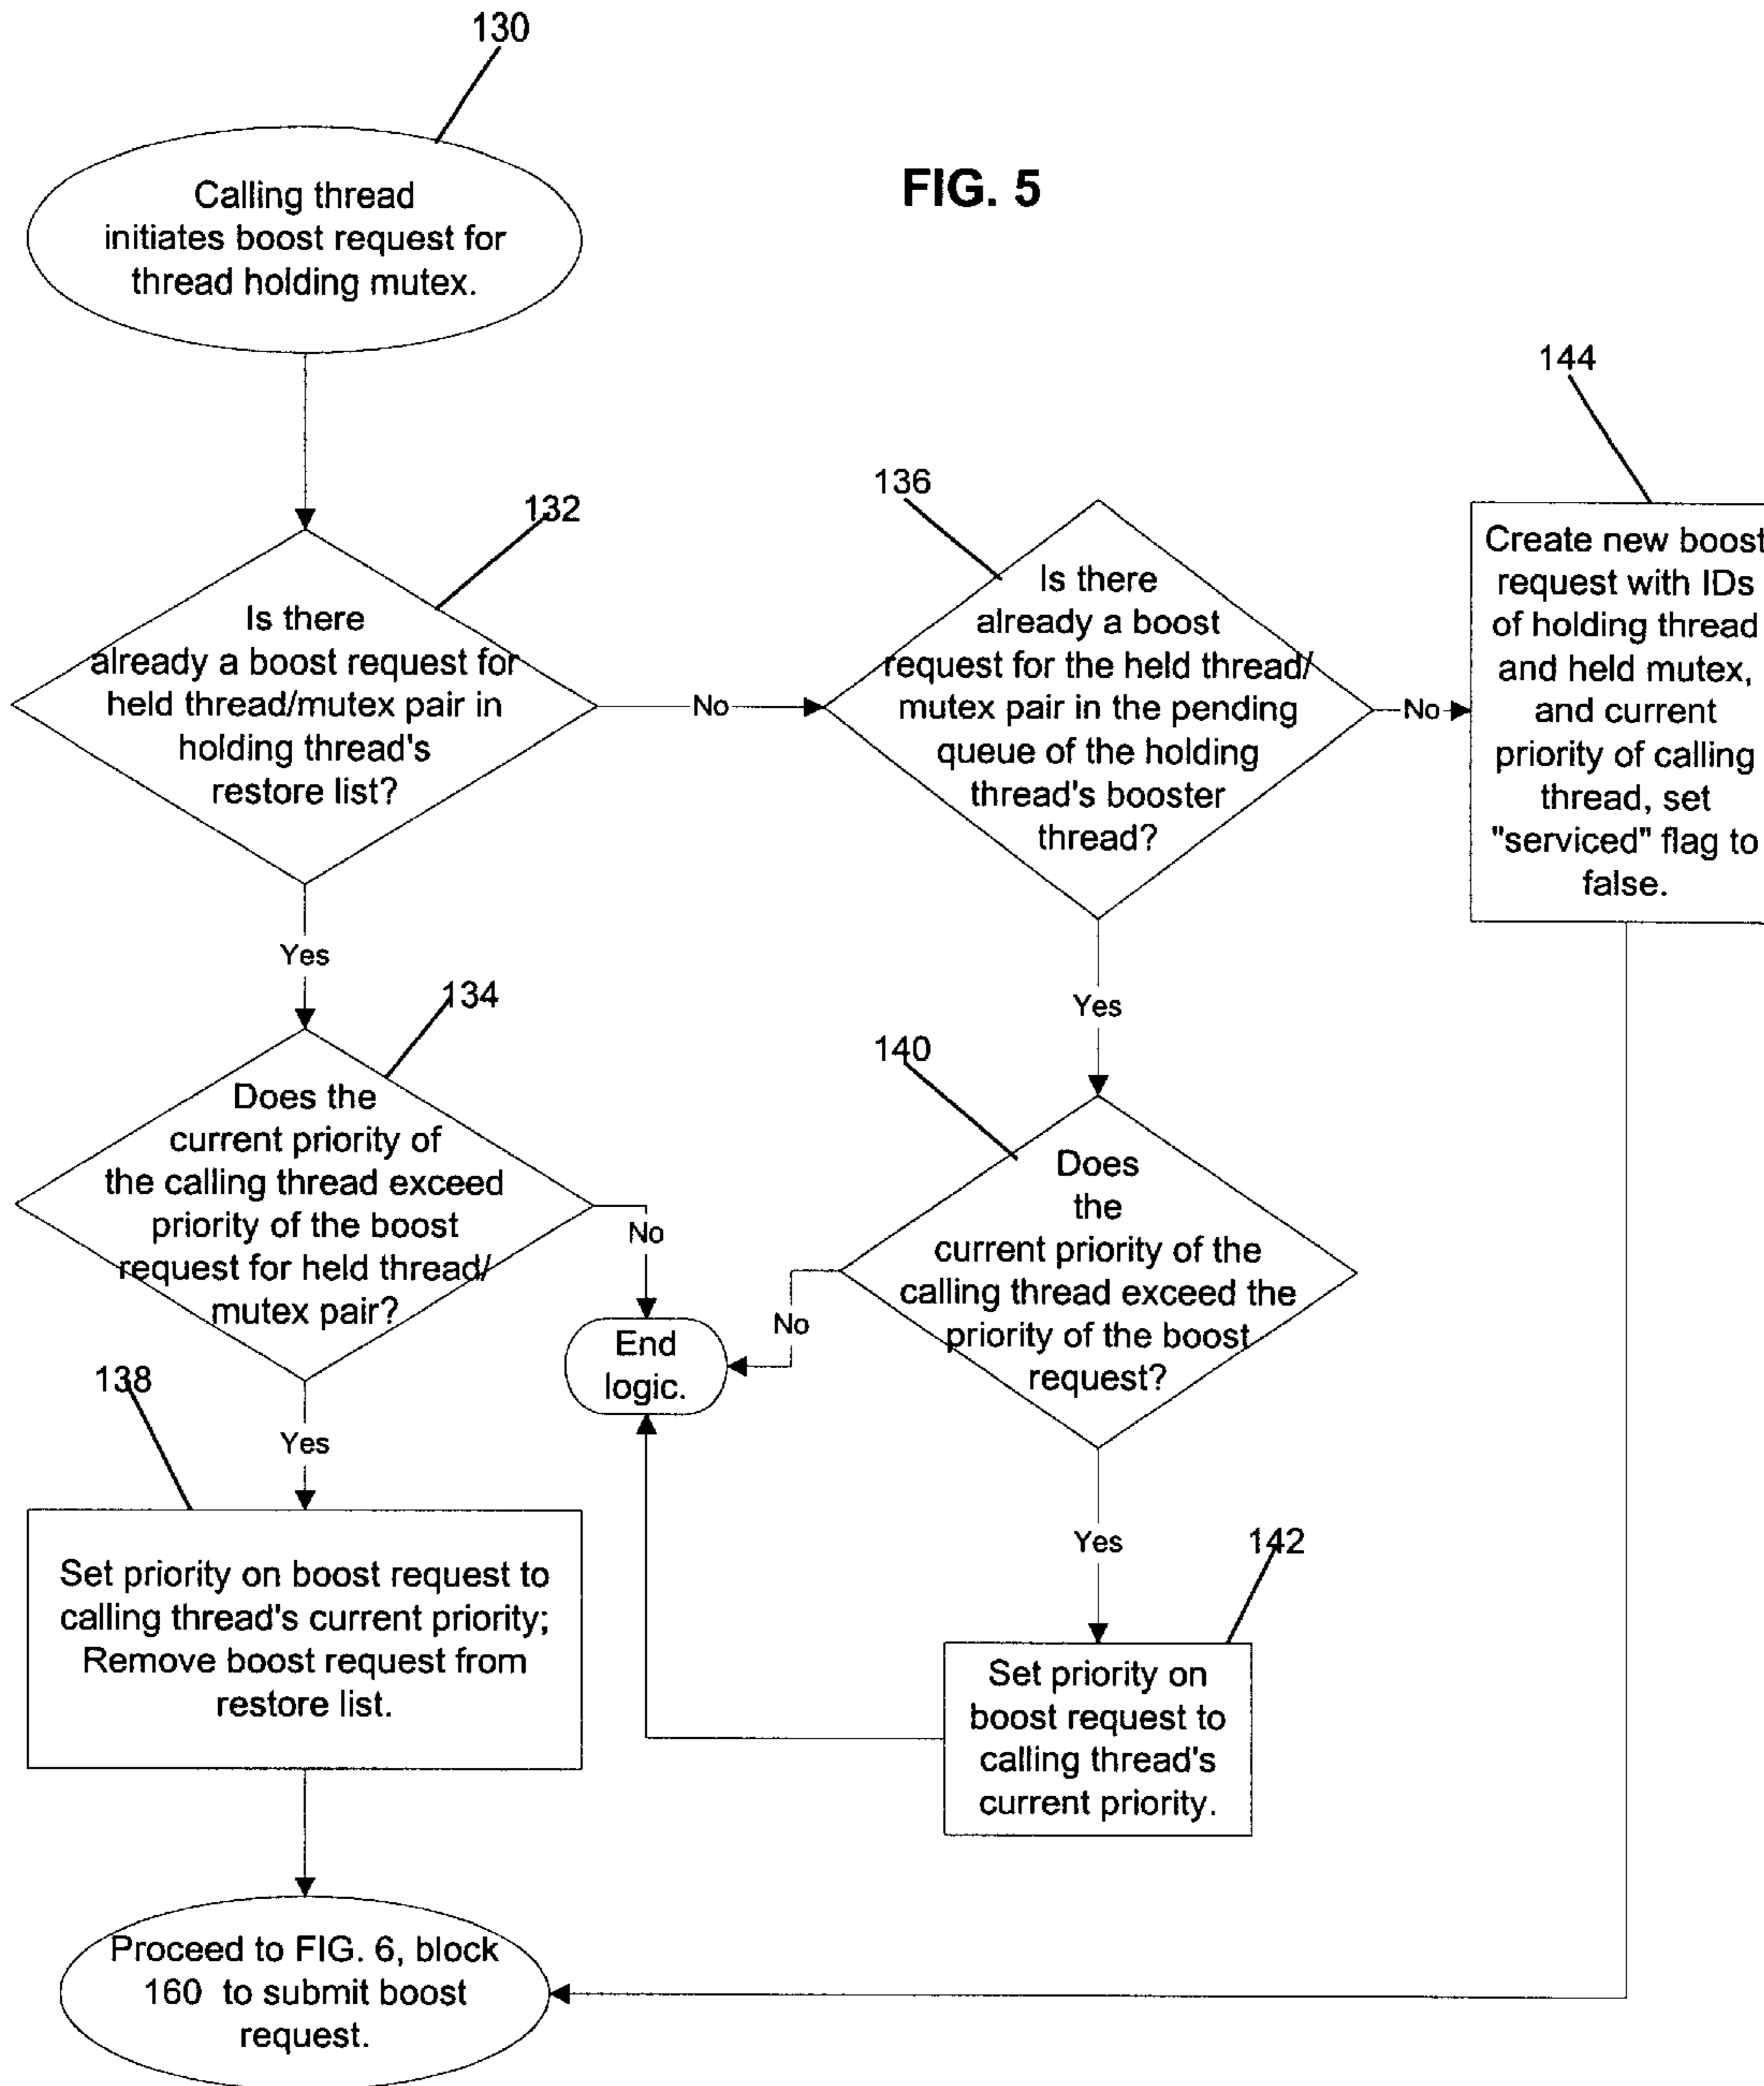 130
Calling thread
initiates boost request for
thread holding mutex.
FIG. 5
132
Is there
already a boost request for
held thread/mutex pair in
holding thread's
restore list?
No
136
Is there
already a boost
request for the held thread/
mutex pair in the pending
queue of the holding
thread's booster
thread?
No
144
Create new boost
request with IDs
of holding thread
and held mutex,
and current
priority of calling
thread, set
"serviced" flag to
false.
Yes
134
Does the
current priority of
the calling thread exceed
priority of the boost
request for held thread/
mutex pair?
No
Yes
140
Does
the
current priority of the
calling thread exceed the
priority of the boost
request?
No
End
logic.
Yes
138
Set priority on boost request to
calling thread's current priority;
Remove boost request from
restore list.
Yes
142
Set priority on
boost request to
calling thread's
current priority.
Proceed to FIG. 6, block
160 to submit boost
request.